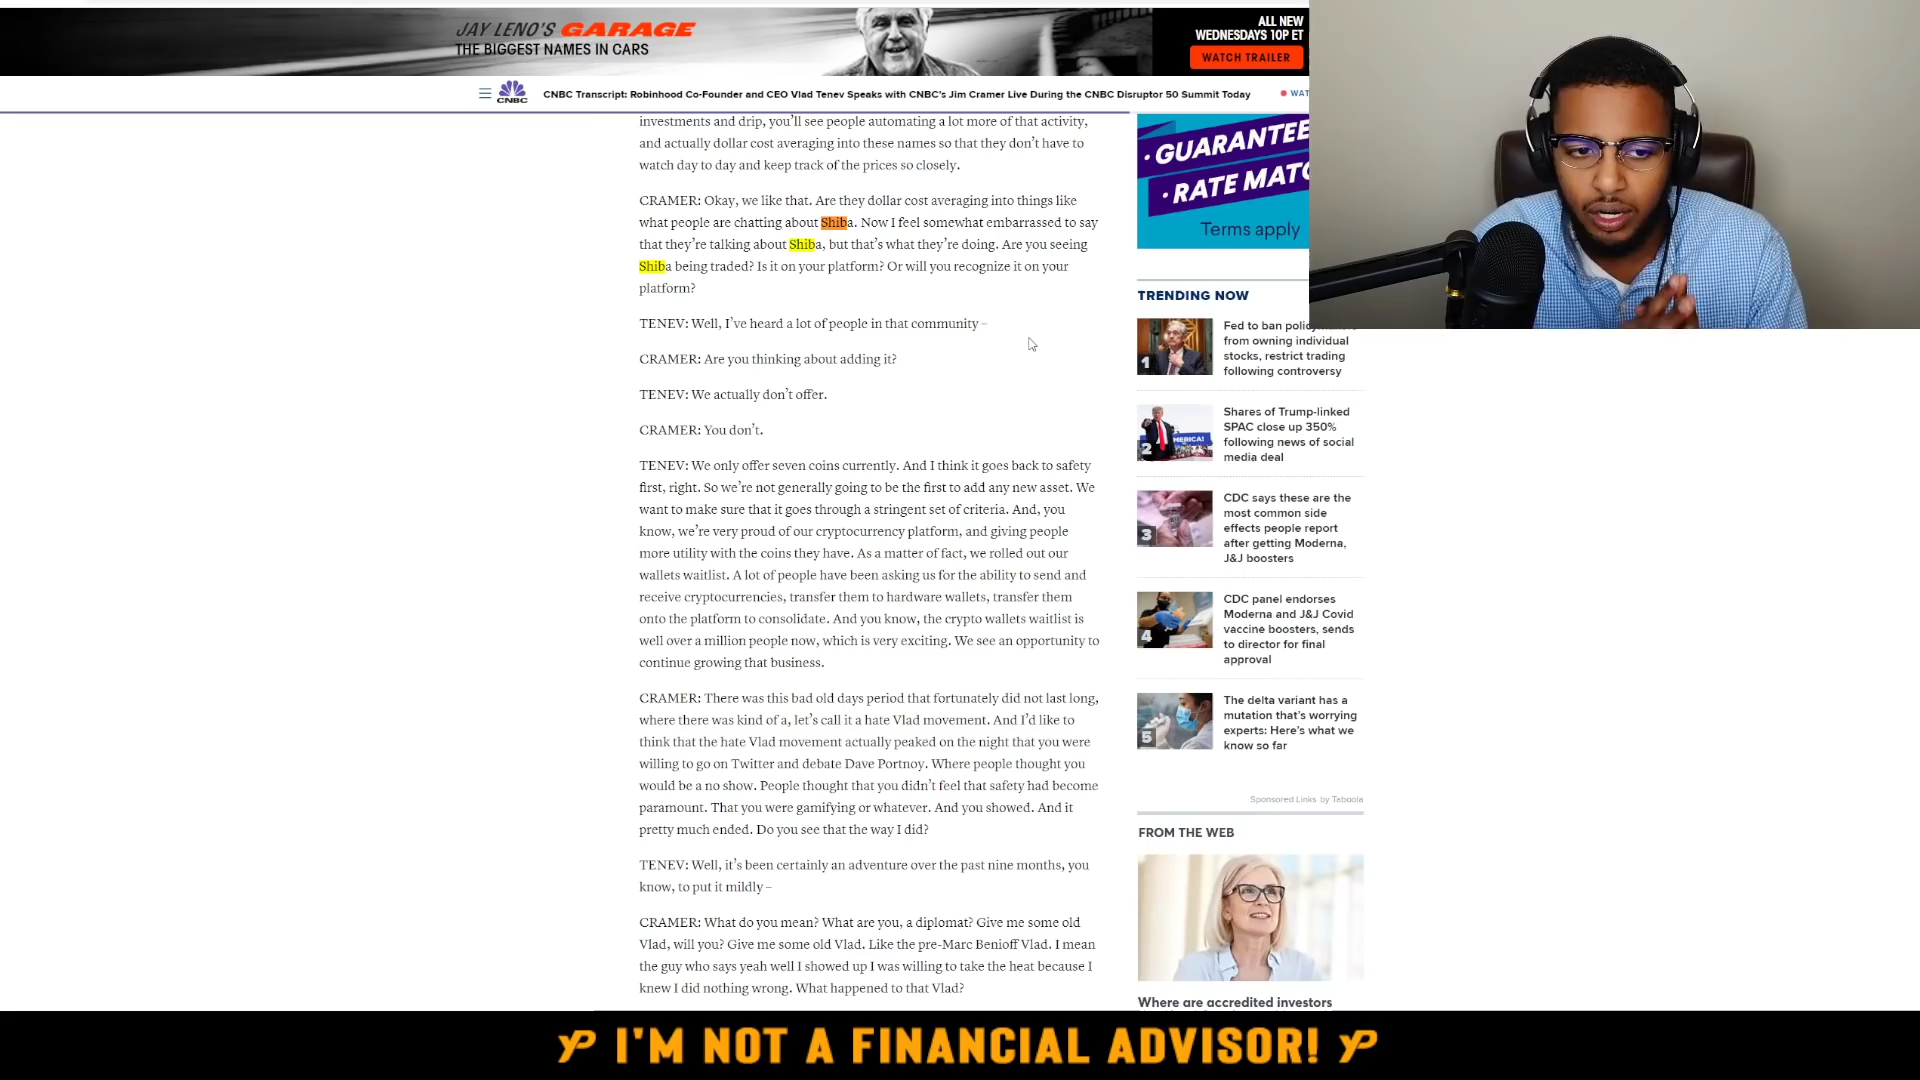 JAY LENO'S GARAGE
THE BIGGEST NAMES IN CARS
ALL NEW
WEDNESDAYS 10P ET
WATCH TRAILER
CNBC
CNBC Transcript: Robinhood Co-Founder and CEO Vlad Tenev Speaks with CNBC's Jim Cramer Live During the CNBC Disruptor 50 Summit Today
WAT
investments and drip, you'll see people automating a lot more of that activity,
and actually dollar cost averaging into these names so that they don't have to
watch day to day and keep track of the prices so closely.
CRAMER: Okay, we like that. Are they dollar cost averaging into things like
what people are chatting about Shiba. Now I feel somewhat embarrassed to say
that they're talking about Shiba, but that's what they're doing. Are you seeing
Shiba being traded? Is it on your platform? Or will you recognize it on your
platform?
TENEV: Well, I've heard a lot of people in that community –
CRAMER: Are you thinking about adding it?
TENEV: We actually don't offer.
CRAMER: You don't.
TENEV: We only offer seven coins currently. And I think it goes back to safety
first, right. So we're not generally going to be the first to add any new asset. We
want to make sure that it goes through a stringent set of criteria. And, you
know, we're very proud of our cryptocurrency platform, and giving people
more utility with the coins they have. As a matter of fact, we rolled out our
wallets waitlist. A lot of people have been asking us for the ability to send and
receive cryptocurrencies, transfer them to hardware wallets, transfer them
onto the platform to consolidate. And you know, the crypto wallets waitlist is
well over a million people now, which is very exciting. We see an opportunity to
continue growing that business.
CRAMER: There was this bad old days period that fortunately did not last long,
where there was kind of a, let's call it a hate Vlad movement. And I'd like to
think that the hate Vlad movement actually peaked on the night that you were
willing to go on Twitter and debate Dave Portnoy. Where people thought you
would be a no show. People thought that you didn't feel that safety had become
paramount. That you were gamifying or whatever. And you showed. And it
pretty much ended. Do you see that the way I did?
TENEV: Well, it's been certainly an adventure over the past nine months, you
know, to put it mildly –
CRAMER: What do you mean? What are you, a diplomat? Give me some old
Vlad, will you? Give me some old Vlad. Like the pre-Marc Benioff Vlad. I mean
the guy who says yeah well I showed up I was willing to take the heat because I
knew I did nothing wrong. What happened to that Vlad?
· GUARANTEE
· RATE MATC
Terms apply
TRENDING NOW
1
Fed to ban
from owning individual
stocks, restrict trading
following controversy
2
MERICA!
Shares of Trump-linked
SPAC close up 350%
following news of social
media deal
3
CDC says these are the
most common side
effects people report
after getting Moderna,
J&J boosters
4
CDC panel endorses
Moderna and J&J Covid
vaccine boosters, sends
to director for final
approval
5
The delta variant has a
mutation that's worrying
experts: Here's what we
know so far
Sponsored Links by Taboola
FROM THE WEB
Where are accredited investors
I'M NOT A FINANCIAL ADVISOR!